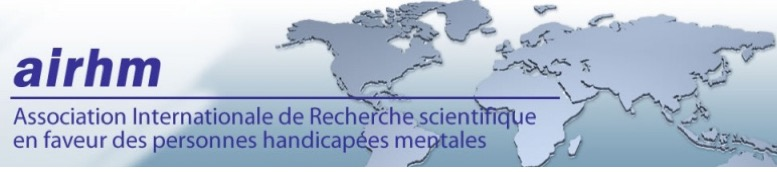 airhm
Association Internationale de Recherche scientifique
en faveur des personnes handicapées mentales